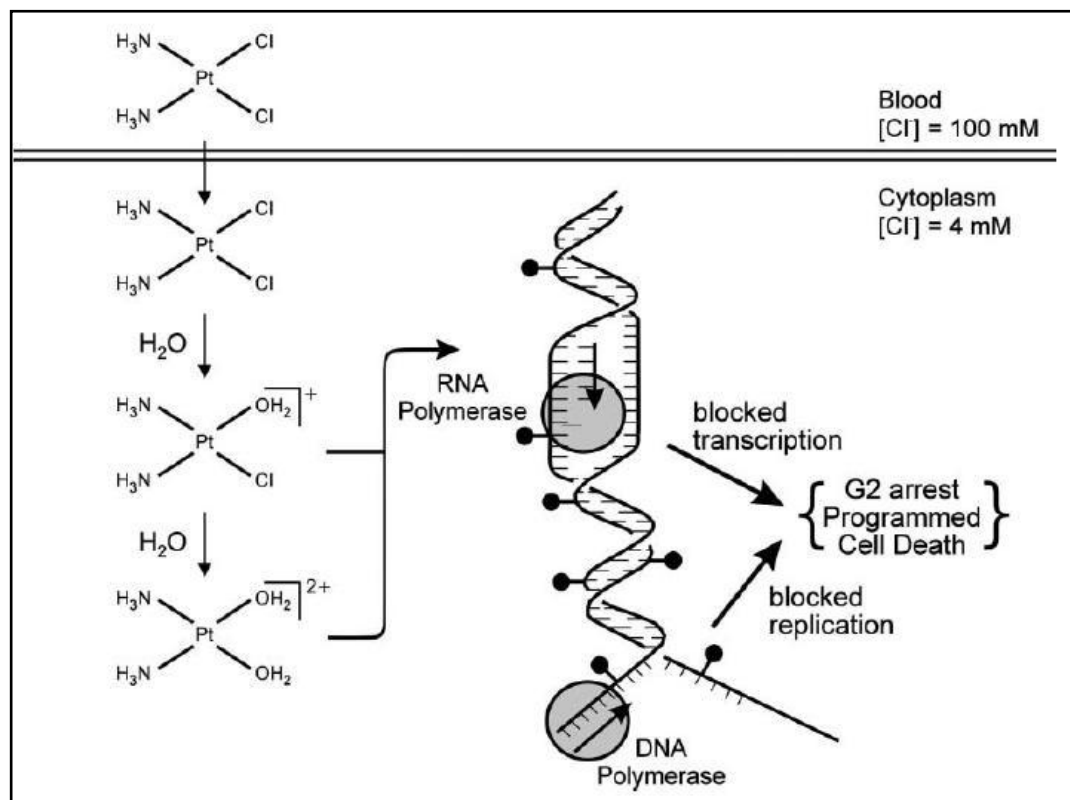 H₃N Cl
Pt
H₃N Cl
Blood
[Cl⁻] = 100 mM
H₃N Cl
Pt
H₃N Cl
Cytoplasm
[Cl⁻] = 4 mM
H₂O
H₃N OH₂ +
Pt
H₃N Cl
H₂O
H₃N OH₂ 2+
Pt
H₃N OH₂
RNA
Polymerase
blocked
transcription
G2 arrest
Programmed
Cell Death
blocked
replication
DNA
Polymerase